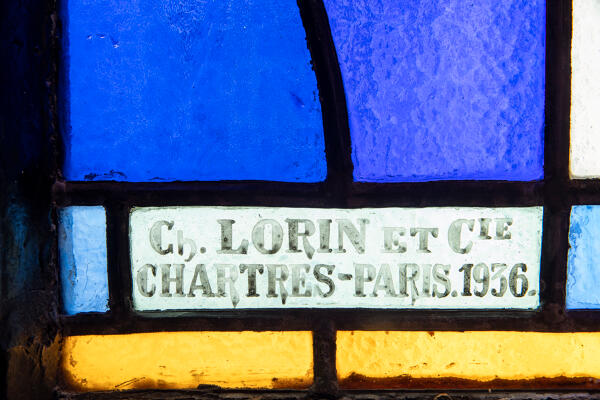 Ch. LORIN ET CIE
CHARTRES-PARIS.1936.